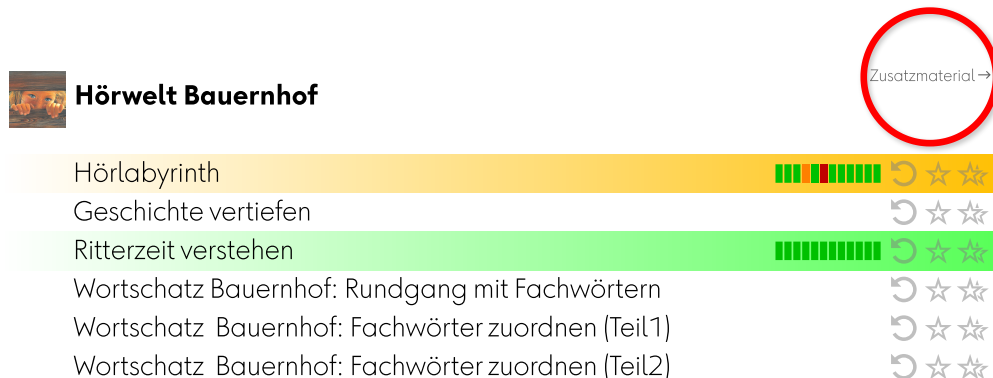 Zusatzmaterial →
Hörwelt Bauernhof
Hörlabyrinth
Geschichte vertiefen
Ritterzeit verstehen
Wortschatz Bauernhof: Rundgang mit Fachwörtern
Wortschatz Bauernhof: Fachwörter zuordnen (Teil1)
Wortschatz Bauernhof: Fachwörter zuordnen (Teil2)